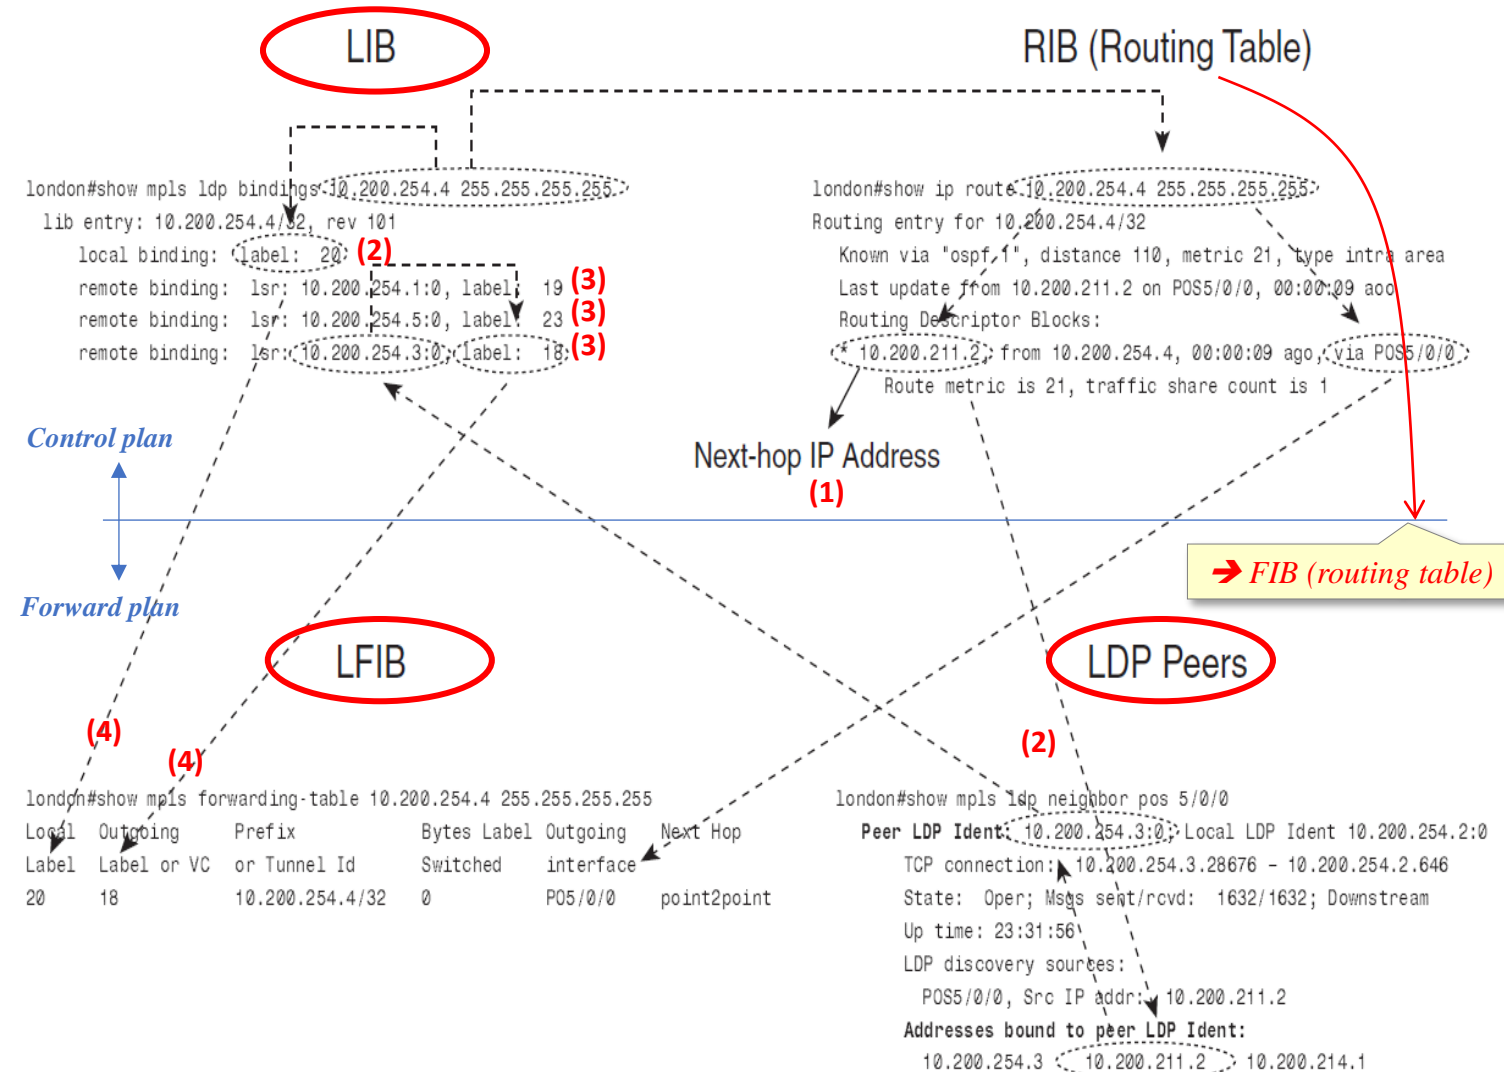 LIB
RIB (Routing Table)
london#show mpls ldp bindings 10.200.254.4 255.255.255.255
lib entry: 10.200.254.4/32, rev 101
local binding: label: 20 (2)
remote binding: lsr: 10.200.254.1:0, label: 19 (3)
remote binding: lsr: 10.200.254.5:0, label: 23 (3)
remote binding: lsr: 10.200.254.3:0, label: 18 (3)
london#show ip route 10.200.254.4 255.255.255.255
Routing entry for 10.200.254.4/32
Known via "ospf 1", distance 110, metric 21, type intra area
Last update from 10.200.211.2 on POS5/0/0, 00:00:09 aoo
Routing Descriptor Blocks:
* 10.200.211.2, from 10.200.254.4, 00:00:09 ago, via POS5/0/0
Route metric is 21, traffic share count is 1
Next-hop IP Address
(1)
Control plan
Forward plan
➔ FIB (routing table)
LFIB
LDP Peers
(4)
(4)
(2)
london#show mpls forwarding-table 10.200.254.4 255.255.255.255
Local Outgoing Prefix Bytes Label Outgoing Next Hop
Label Label or VC or Tunnel Id Switched interface
20 18 10.200.254.4/32 0 PO5/0/0 point2point
london#show mpls ldp neighbor pos 5/0/0
Peer LDP Ident: 10.200.254.3:0; Local LDP Ident 10.200.254.2:0
TCP connection: 10.200.254.3.28676 - 10.200.254.2.646
State: Oper; Msgs sent/rcvd: 1632/1632; Downstream
Up time: 23:31:56
LDP discovery sources:
POS5/0/0, Src IP addr: 10.200.211.2
Addresses bound to peer LDP Ident:
10.200.254.3 10.200.211.2 10.200.214.1